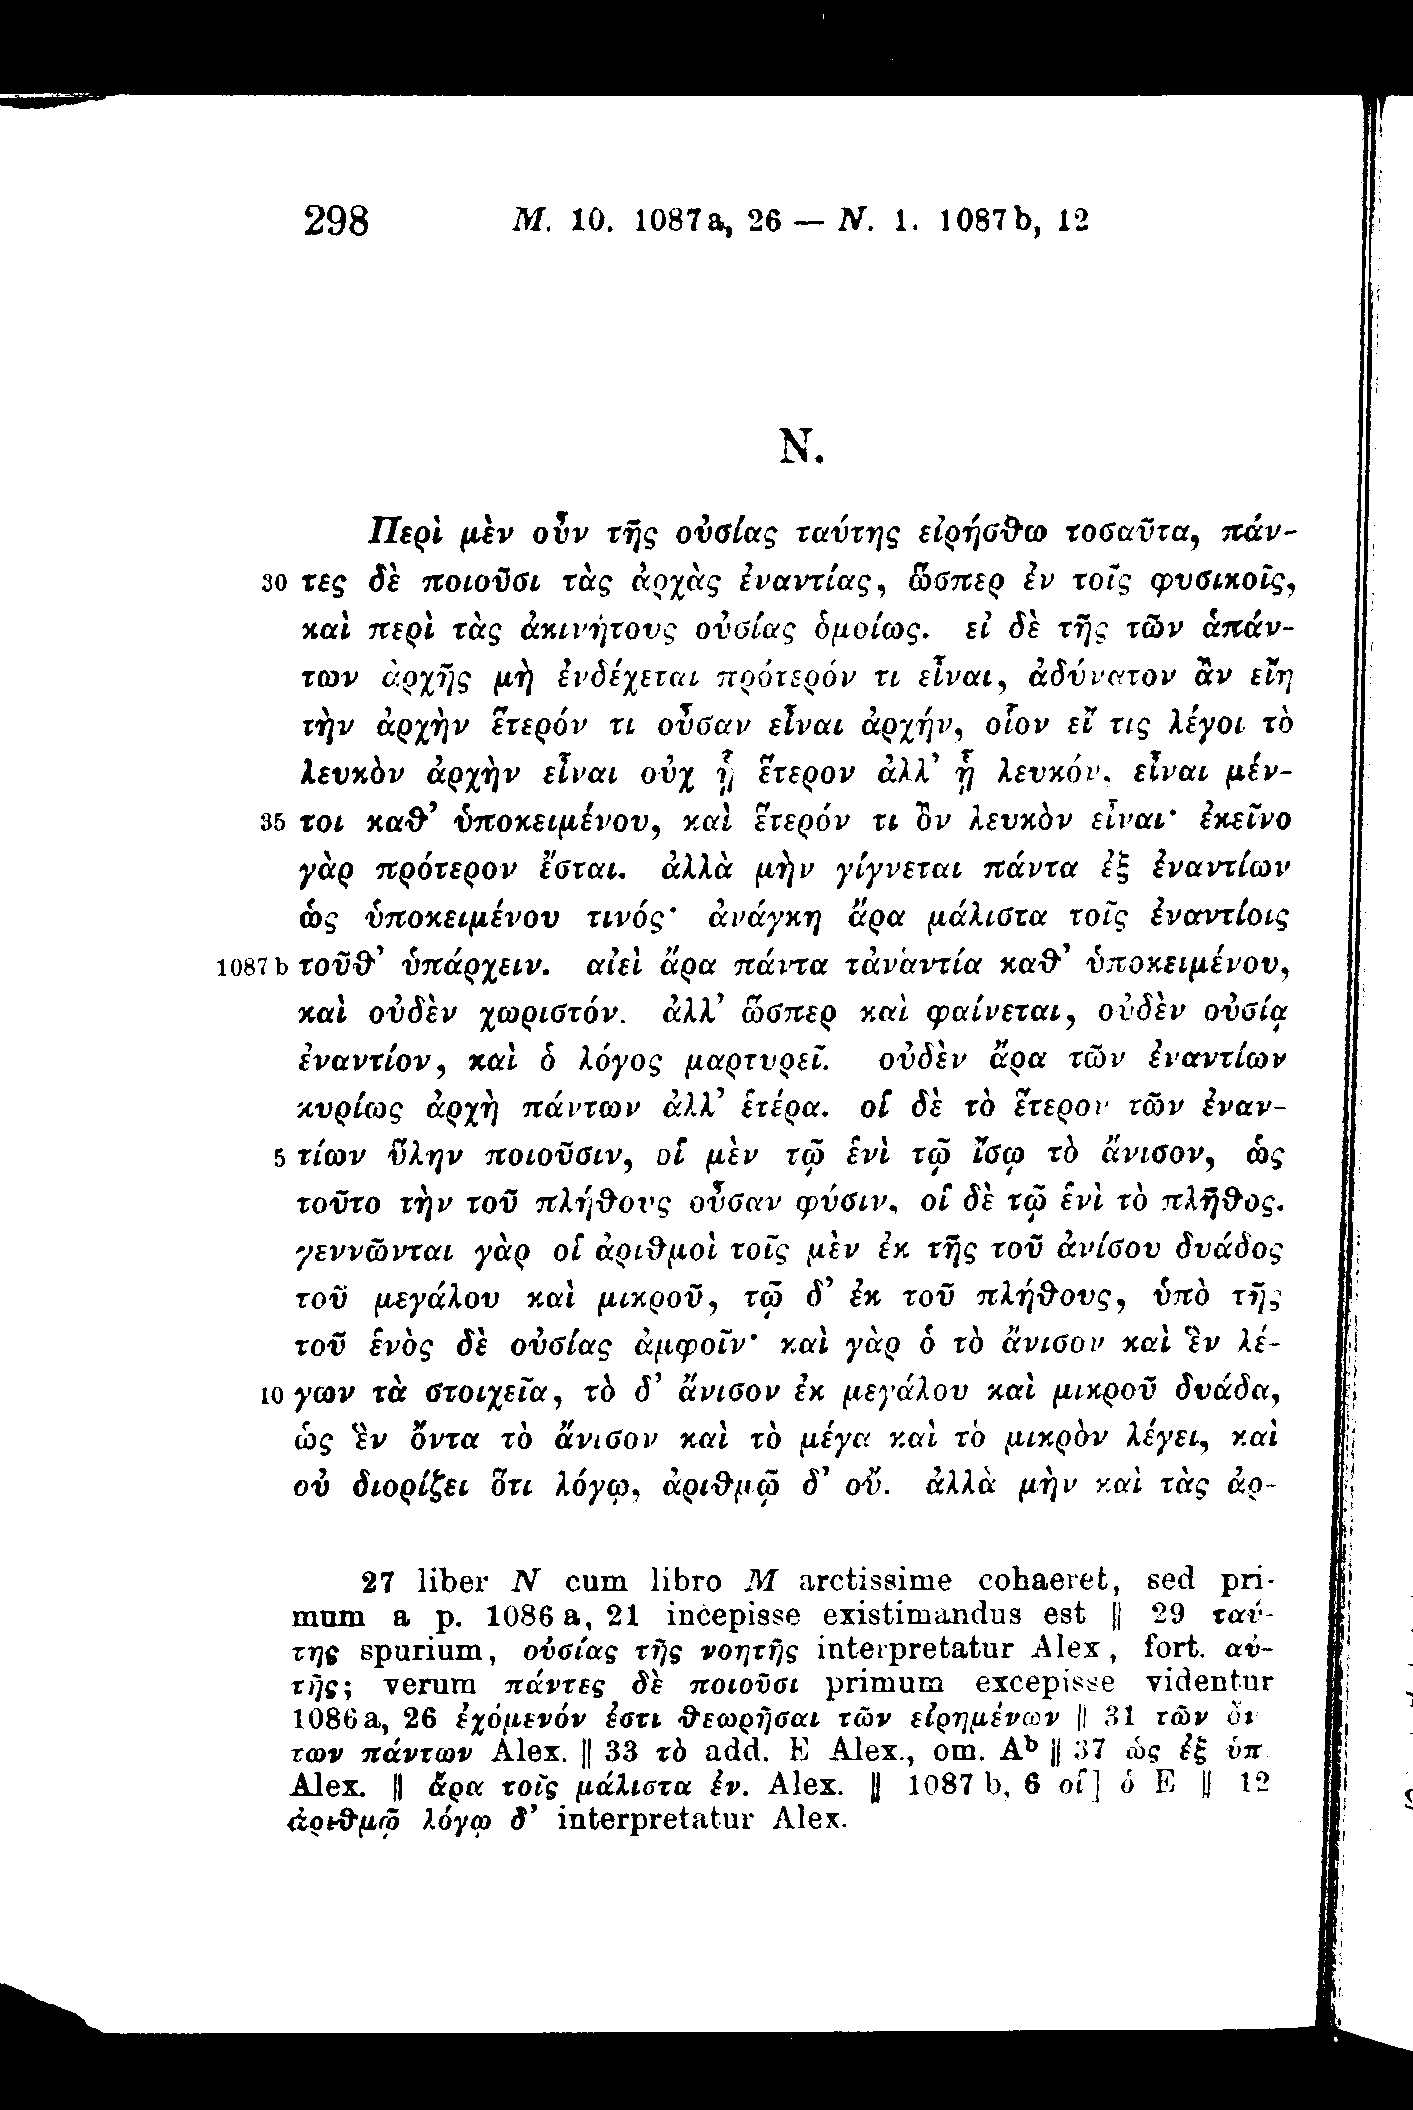 298 M. 10. 1087 a, 26 — N. 1. 1087 b, 12
N.
Περὶ μὲν οὖν τῆς οὐσίας ταύτης εἰρήσθω τοσαῦτα, πάν-
30 τες δὲ ποιοῦσι τὰς ἀρχὰς ἐναντίας, ὥσπερ ἐν τοῖς φυσικοῖς,
καὶ περὶ τὰς ἀκινήτους οὐσίας ὁμοίως. εἰ δὲ τῆς τῶν ἁπάν-
των ἀρχῆς μὴ ἐνδέχεται πρότερόν τι εἶναι, ἀδύνατον ἂν εἴη
τὴν ἀρχὴν ἕτερόν τι οὖσαν εἶναι ἀρχήν, οἷον εἴ τις λέγοι τὸ
λευκὸν ἀρχὴν εἶναι οὐχ ᾗ ἕτερον ἀλλ’ ᾗ λευκόν, εἶναι μέν-
35 τοι καθ’ ὑποκειμένου, καὶ ἕτερόν τι ὂν λευκὸν εἶναι· ἐκεῖνο
γὰρ πρότερον ἔσται. ἀλλὰ μὴν γίγνεται πάντα ἐξ ἐναντίων
ὡς ὑποκειμένου τινός· ἀνάγκη ἄρα μάλιστα τοῖς ἐναντίοις
1087 b τοῦθ’ ὑπάρχειν. αἰεὶ ἄρα πάντα τἀναντία καθ’ ὑποκειμένου,
καὶ οὐδὲν χωριστόν. ἀλλ’ ὥσπερ καὶ φαίνεται, οὐδὲν οὐσίᾳ
ἐναντίον, καὶ ὁ λόγος μαρτυρεῖ. οὐδὲν ἄρα τῶν ἐναντίων
κυρίως ἀρχὴ πάντων ἀλλ’ ἑτέρα. οἱ δὲ τὸ ἕτερον τῶν ἐναν-
5 τίων ὕλην ποιοῦσιν, οἱ μὲν τῷ ἑνὶ τῷ ἴσῳ τὸ ἄνισον, ὡς
τοῦτο τὴν τοῦ πλήθους οὖσαν φύσιν, οἱ δὲ τῷ ἑνὶ τὸ πλῆθος.
γεννῶνται γὰρ οἱ ἀριθμοὶ τοῖς μὲν ἐκ τῆς τοῦ ἀνίσου δυάδος
τοῦ μεγάλου καὶ μικροῦ, τῷ δ’ ἐκ τοῦ πλήθους, ὑπὸ τῆς
τοῦ ἑνὸς δὲ οὐσίας ἀμφοῖν· καὶ γὰρ ὁ τὸ ἄνισον καὶ ἓν λέ-
10 γων τὰ στοιχεῖα, τὸ δ’ ἄνισον ἐκ μεγάλου καὶ μικροῦ δυάδα,
ὡς ἓν ὄντα τὸ ἄνισον καὶ τὸ μέγα καὶ τὸ μικρὸν λέγει, καὶ
οὐ διορίζει ὅτι λόγῳ, ἀριθμῷ δ’ οὔ. ἀλλὰ μὴν καὶ τὰς ἀρ-
27 liber N cum libro M arctissime cohaeret, sed pri-
mum a p. 1086 a, 21 incepisse existimandus est || 29 ταύ-
της spurium, οὐσίας τῆς νοητῆς interpretatur Alex, fort. αὐ-
τῆς; verum πάντες δὲ ποιοῦσι primum excepisse videntur
1086 a, 26 ἐχόμενόν ἐστι θεωρῆσαι τῶν εἰρημένων || 31 τῶν ὄν
των πάντων Alex. || 33 τὸ add. E Alex., om. Aᵇ || 37 ὡς ἐξ ὑπ
Alex. || ἄρα τοῖς μάλιστα ἐν. Alex. || 1087 b, 6 οἱ] ὁ E || 12
ἀριθμῷ λόγῳ δ’ interpretatur Alex.